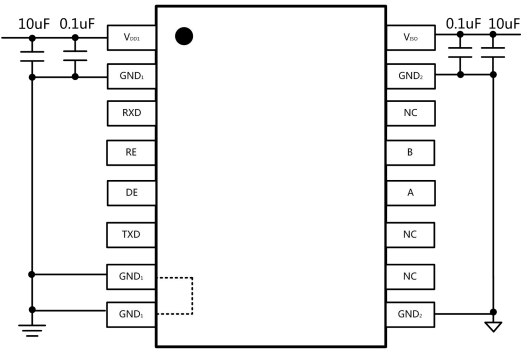 10uF 0.1uF
0.1uF 10uF
VDD1
GND1
RXD
RE
DE
TXD
GND1
GND1
VISO
GND2
NC
B
A
NC
NC
GND2